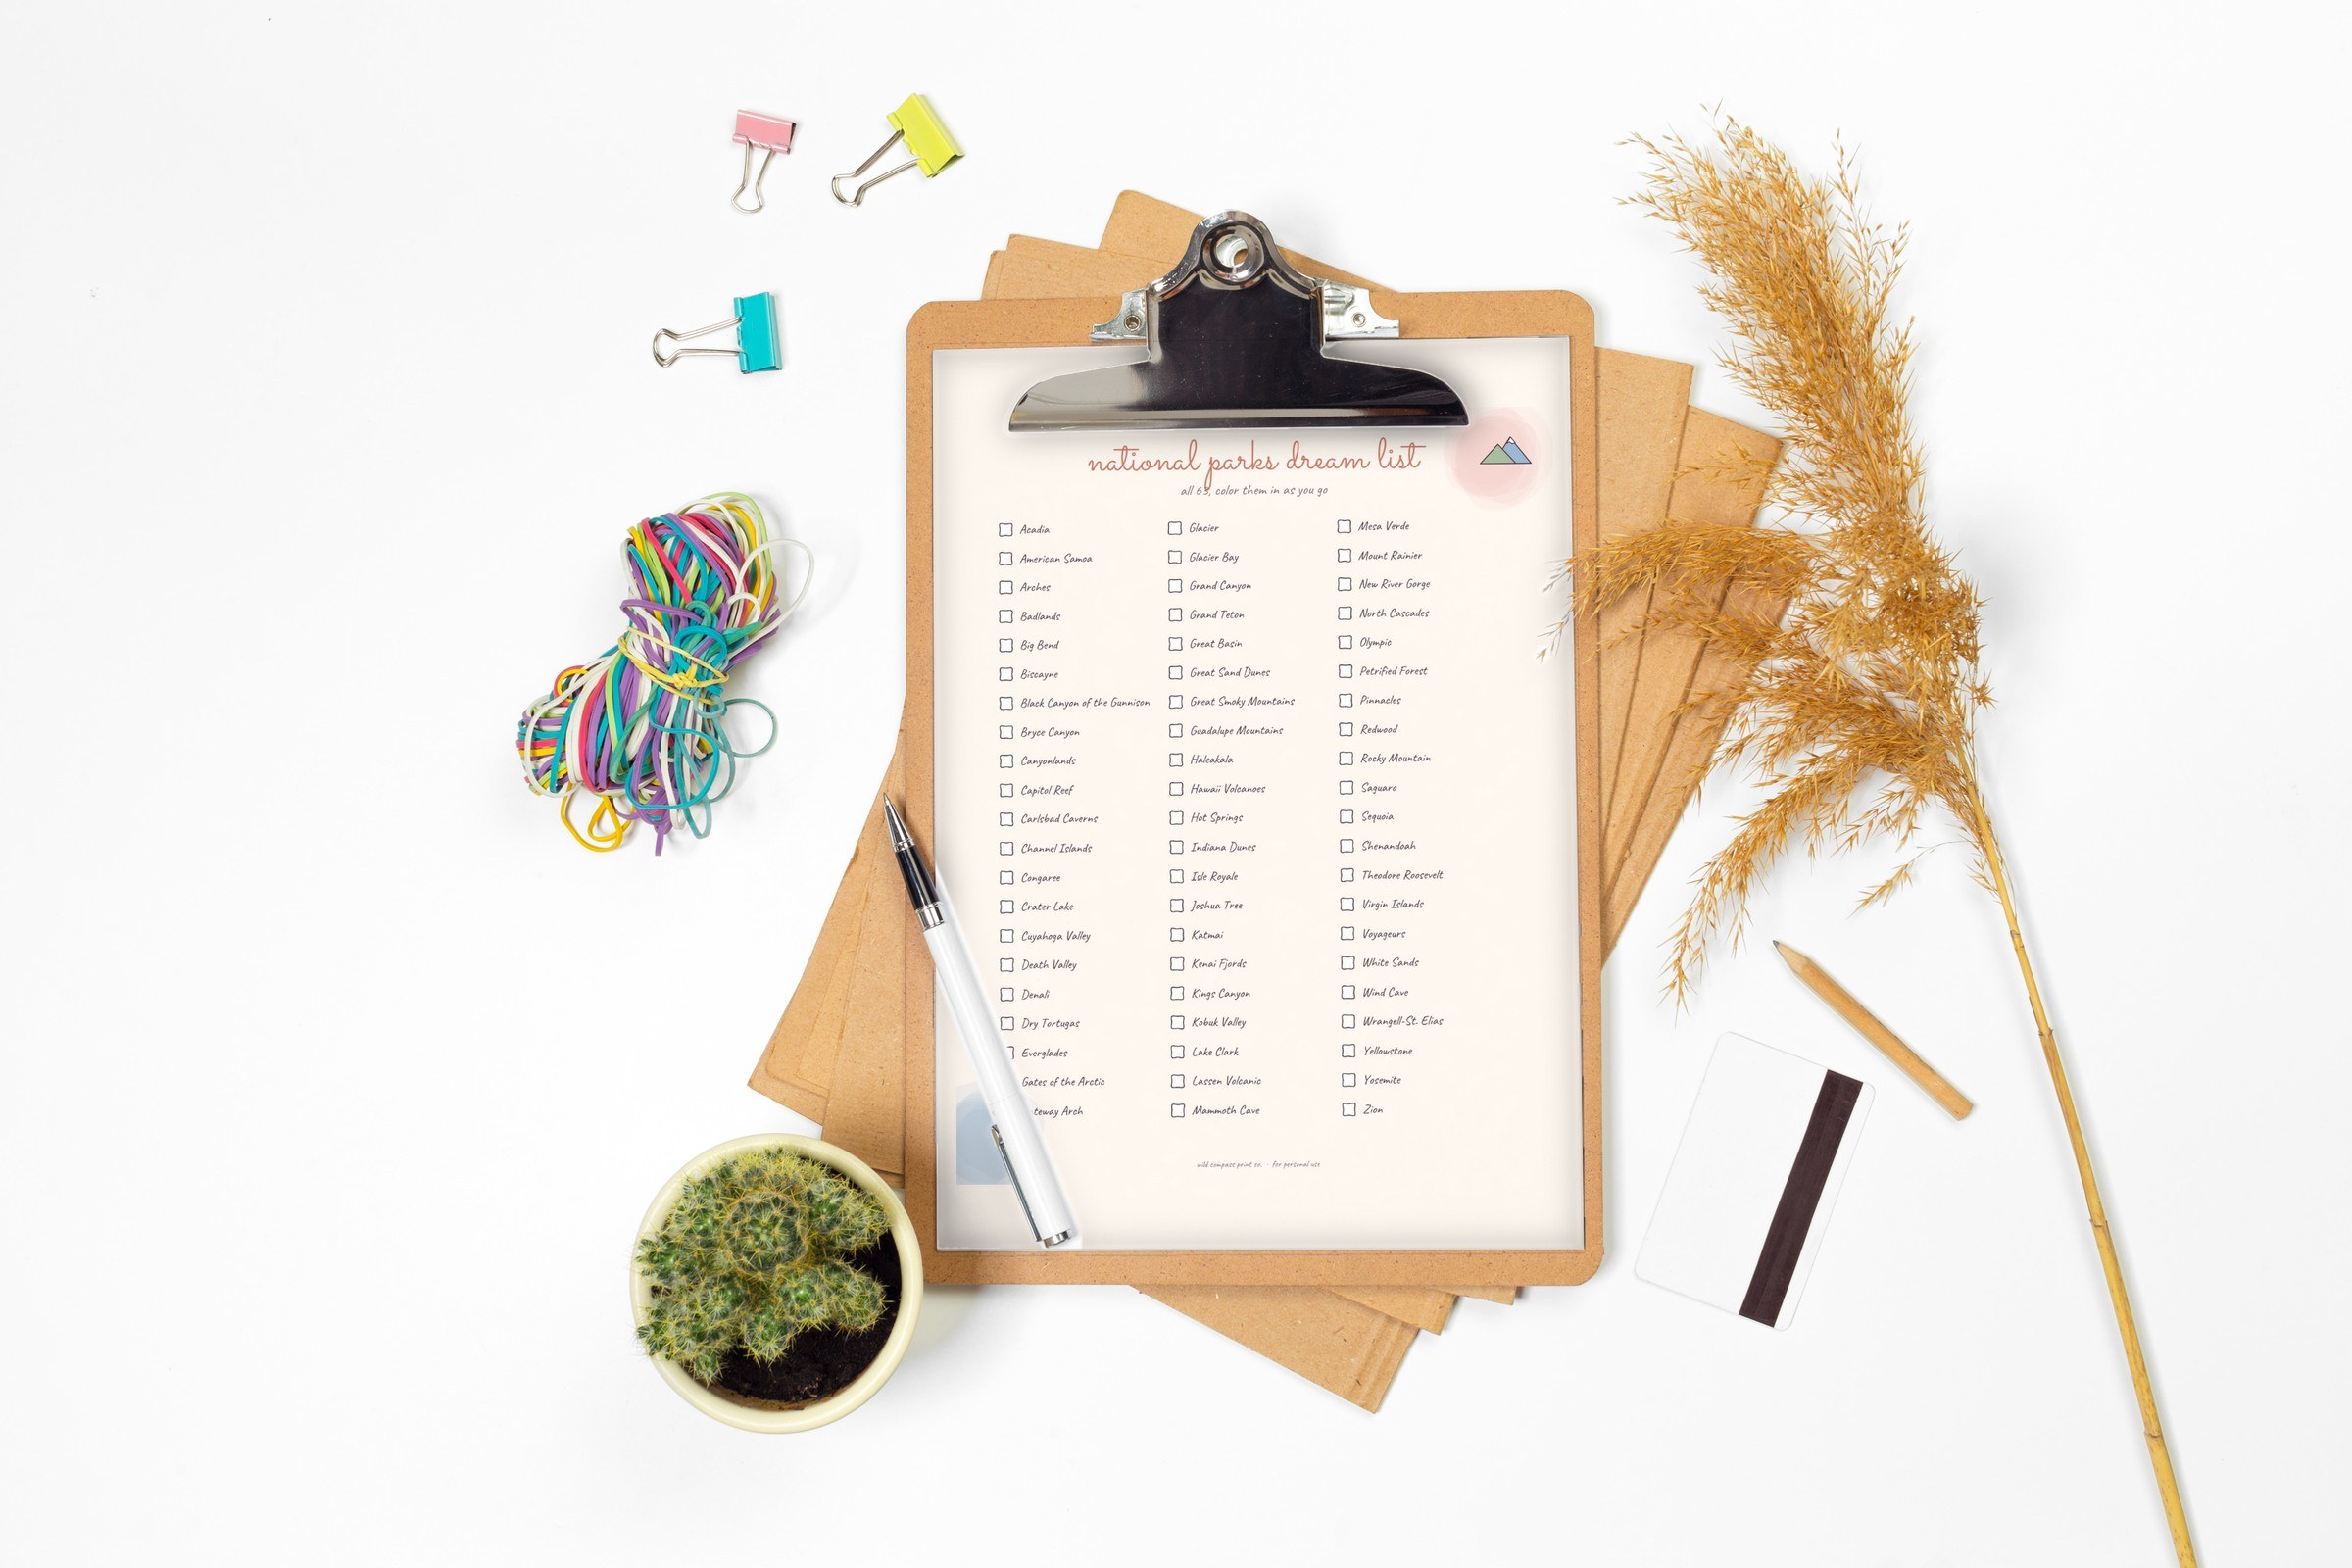 national parks dream list
all 63, color them in as you go
Acadia
American Samoa
Arches
Badlands
Big Bend
Biscayne
Black Canyon of the Gunnison
Bryce Canyon
Canyonlands
Capitol Reef
Carlsbad Caverns
Channel Islands
Congaree
Crater Lake
Cuyahoga Valley
Death Valley
Denali
Dry Tortugas
Everglades
Gates of the Arctic
teway Arch
Glacier
Glacier Bay
Grand Canyon
Grand Teton
Great Basin
Great Sand Dunes
Great Smoky Mountains
Guadalupe Mountains
Haleakala
Hawaii Volcanoes
Hot Springs
Indiana Dunes
Isle Royale
Joshua Tree
Katmai
Kenai Fjords
Kings Canyon
Kobuk Valley
Lake Clark
Lassen Volcanic
Mammoth Cave
Mesa Verde
Mount Rainier
New River Gorge
North Cascades
Olympic
Petrified Forest
Pinnacles
Redwood
Rocky Mountain
Saguaro
Sequoia
Shenandoah
Theodore Roosevelt
Virgin Islands
Voyageurs
White Sands
Wind Cave
Wrangell-St. Elias
Yellowstone
Yosemite
Zion
wild compass print co. · for personal use